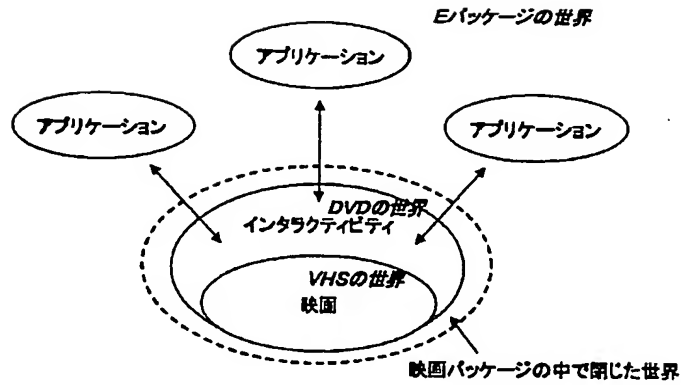 Eパッケージの世界
アプリケーション
アプリケーション
アプリケーション
DVDの世界
インタラクティビティ
VHSの世界
映画
映画パッケージの中で閉じた世界